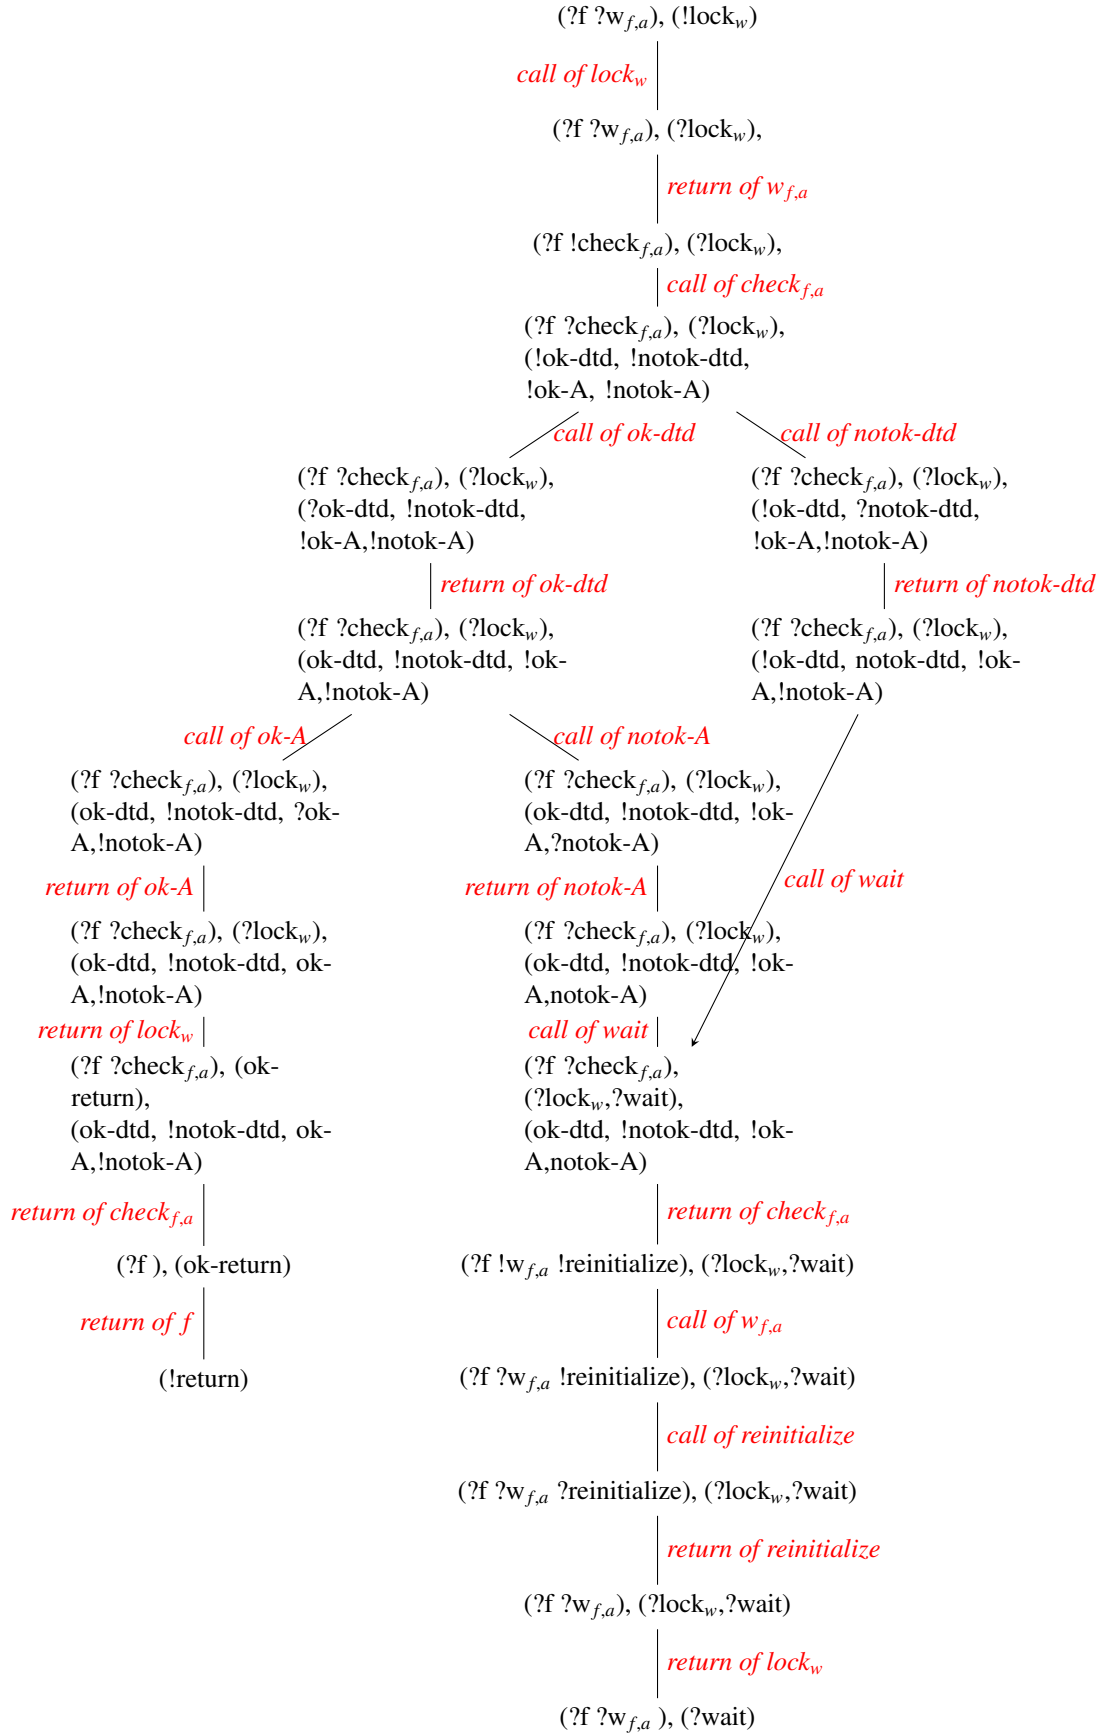 (?f ?w_{f,a}), (!lock_w)
call of lock_w
(?f ?w_{f,a}), (?lock_w),
return of w_{f,a}
(?f !check_{f,a}), (?lock_w),
call of check_{f,a}
(?f ?check_{f,a}), (?lock_w),
(!ok-dtd, !notok-dtd,
!ok-A, !notok-A)
call of ok-dtd
call of notok-dtd
(?f ?check_{f,a}), (?lock_w),
(?ok-dtd, !notok-dtd,
!ok-A,!notok-A)
(?f ?check_{f,a}), (?lock_w),
(!ok-dtd, ?notok-dtd,
!ok-A,!notok-A)
return of ok-dtd
return of notok-dtd
(?f ?check_{f,a}), (?lock_w),
(ok-dtd, !notok-dtd, !ok-
A,!notok-A)
(?f ?check_{f,a}), (?lock_w),
(!ok-dtd, notok-dtd, !ok-
A,!notok-A)
call of ok-A
call of notok-A
(?f ?check_{f,a}), (?lock_w),
(ok-dtd, !notok-dtd, ?ok-
A,!notok-A)
(?f ?check_{f,a}), (?lock_w),
(ok-dtd, !notok-dtd, !ok-
A,?notok-A)
return of ok-A
return of notok-A
call of wait
(?f ?check_{f,a}), (?lock_w),
(ok-dtd, !notok-dtd, ok-
A,!notok-A)
(?f ?check_{f,a}), (?lock_w),
(ok-dtd, !notok-dtd, !ok-
A,notok-A)
return of lock_w
call of wait
(?f ?check_{f,a}), (ok-
return),
(ok-dtd, !notok-dtd, ok-
A,!notok-A)
(?f ?check_{f,a}),
(?lock_w,?wait),
(ok-dtd, !notok-dtd, !ok-
A,notok-A)
return of check_{f,a}
return of check_{f,a}
(?f ), (ok-return)
(?f !w_{f,a} !reinitialize), (?lock_w,?wait)
return of f
call of w_{f,a}
(!return)
(?f ?w_{f,a} !reinitialize), (?lock_w,?wait)
call of reinitialize
(?f ?w_{f,a} ?reinitialize), (?lock_w,?wait)
return of reinitialize
(?f ?w_{f,a}), (?lock_w,?wait)
return of lock_w
(?f ?w_{f,a} ), (?wait)